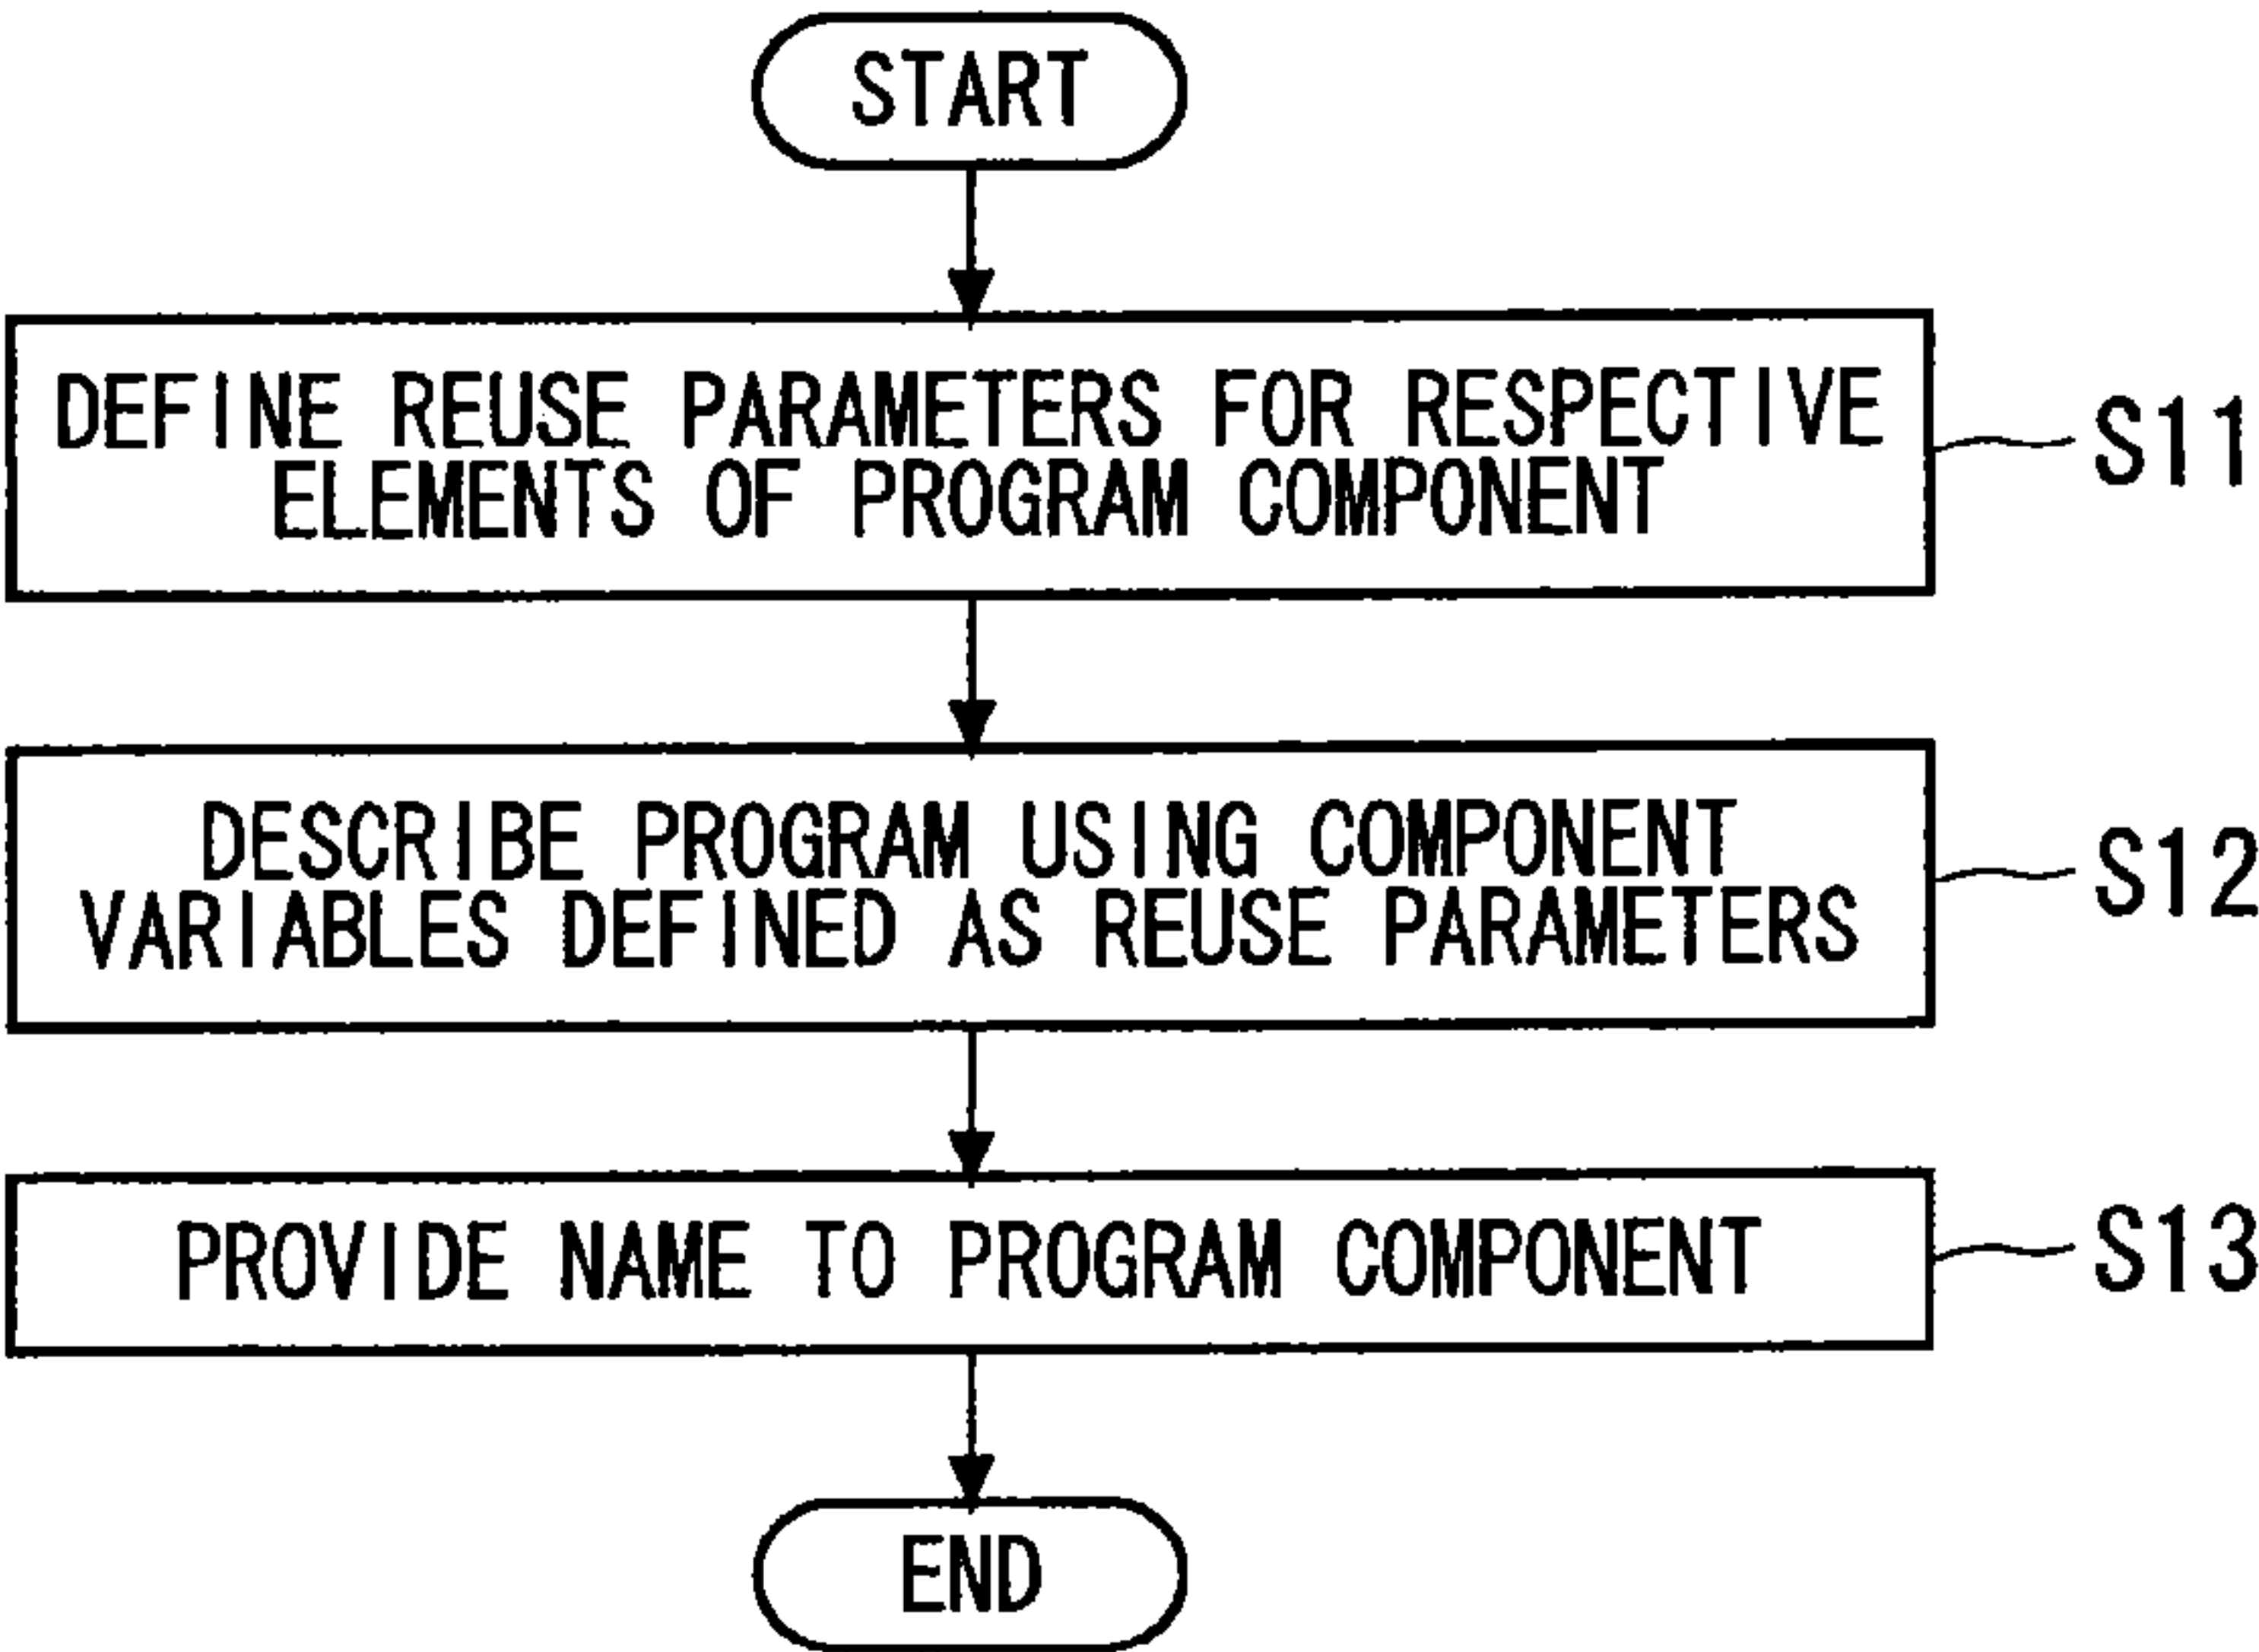 START
DEFINE REUSE PARAMETERS FOR RESPECTIVE
ELEMENTS OF PROGRAM COMPONENT
S11
DESCRIBE PROGRAM USING COMPONENT
VARIABLES DEFINED AS REUSE PARAMETERS
S12
PROVIDE NAME TO PROGRAM COMPONENT
S13
END